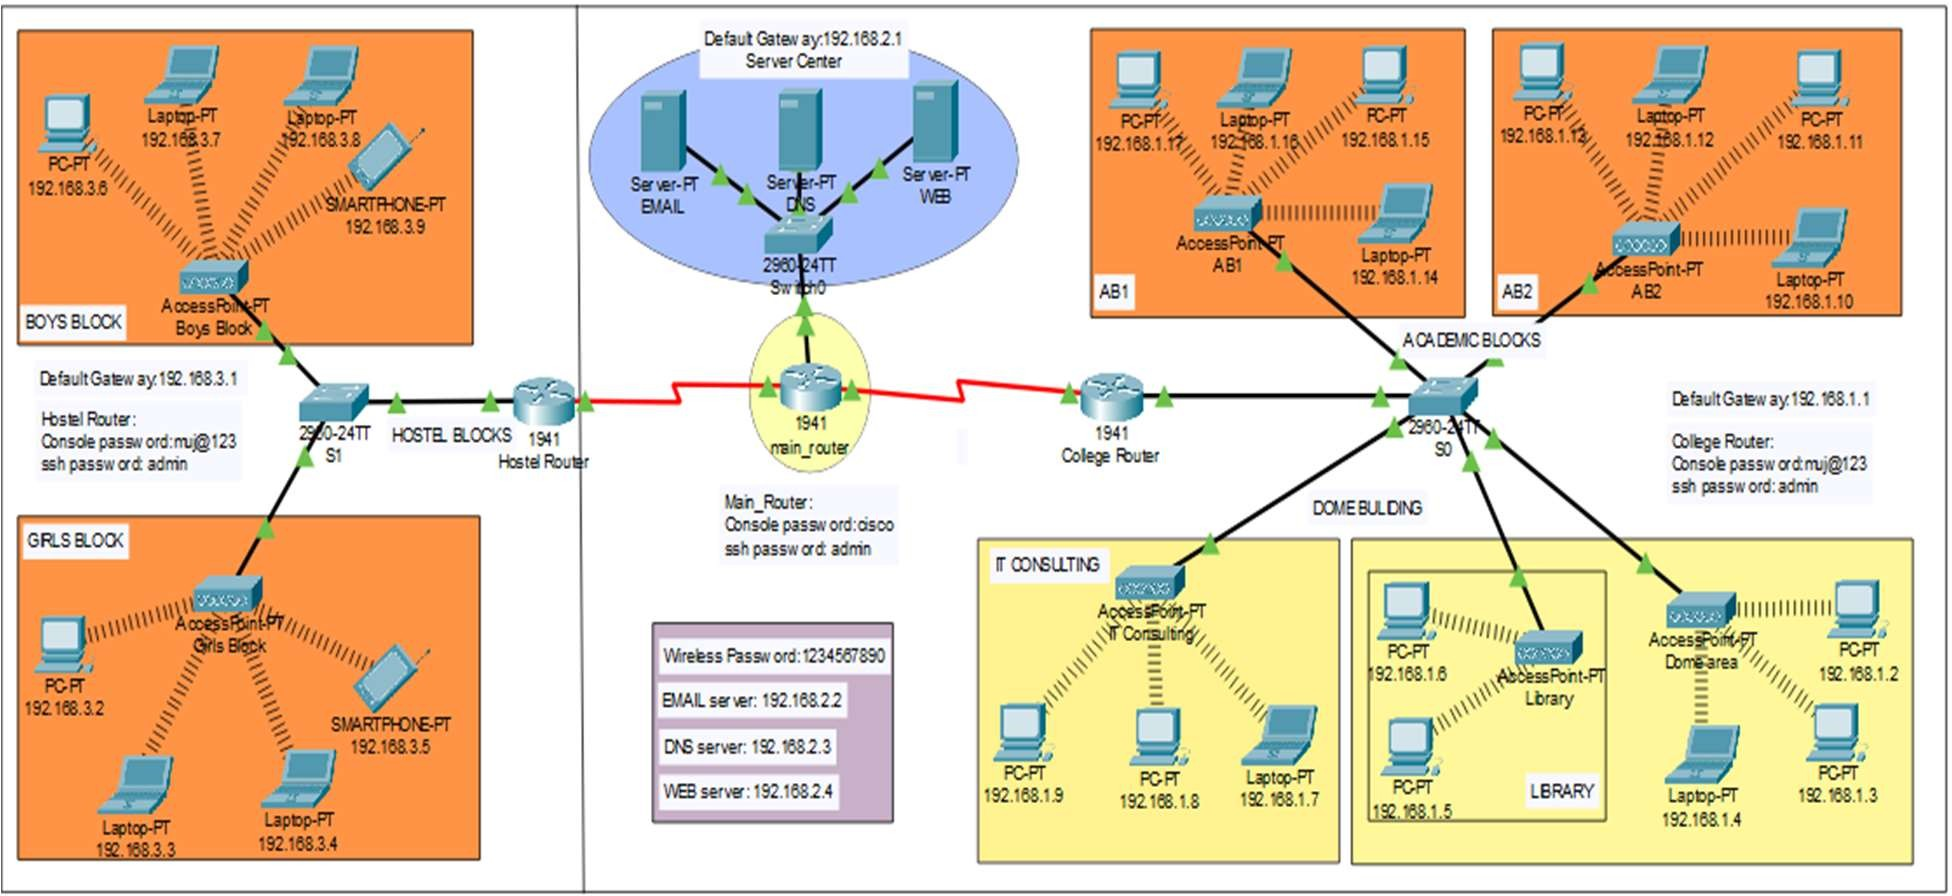 Laptop-PT
192.168.3.7
Laptop-PT
192.168.3.8
PC-PT
192.168.3.6
SMARTPHONE-PT
192.168.3.9
AccessPoint-PT
Boys Block
BOYS BLOCK
Default Gateway:192.168.3.1
Hostel Router:
Console password:muj@123
ssh password: admin
2960-24TT
S1
HOSTEL BLOCKS
1941
Hostel Router
GIRLS BLOCK
AccessPoint-PT
Girls Block
PC-PT
192.168.3.2
SMARTPHONE-PT
192.168.3.5
Laptop-PT
192.168.3.3
Laptop-PT
192.168.3.4
Default Gateway:192.168.2.1
Server Center
Server-PT
EMAIL
Server-PT
DNS
Server-PT
WEB
2960-24TT
Switch0
1941
main_router
Main_Router:
Console password:cisco
ssh password: admin
Wireless Password:1234567890
EMAIL server: 192.168.2.2
DNS server: 192.168.2.3
WEB server: 192.168.2.4
1941
College Router
PC-PT
192.168.1.17
Laptop-PT
192.168.1.16
PC-PT
192.168.1.15
AccessPoint-PT
AB1
Laptop-PT
192.168.1.14
AB1
PC-PT
192.168.1.13
Laptop-PT
192.168.1.12
PC-PT
192.168.1.11
AccessPoint-PT
AB2
Laptop-PT
192.168.1.10
AB2
ACADEMIC BLOCKS
2960-24TT
S0
Default Gateway:192.168.1.1
College Router:
Console password:muj@123
ssh password: admin
DOME BUILDING
IT CONSULTING
AccessPoint-PT
IT Consulting
PC-PT
192.168.1.9
PC-PT
192.168.1.8
Laptop-PT
192.168.1.7
PC-PT
192.168.1.6
AccessPoint-PT
Library
PC-PT
192.168.1.5
LIBRARY
AccessPoint-PT
Dome area
PC-PT
192.168.1.2
Laptop-PT
192.168.1.4
PC-PT
192.168.1.3